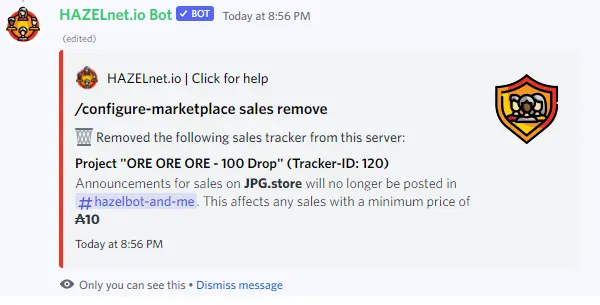 HAZELnet.io Bot ✓ BOT Today at 8:56 PM
(edited)
HAZELnet.io | Click for help
/configure-marketplace sales remove
🗑️ Removed the following sales tracker from this server:
Project "ORE ORE ORE - 100 Drop" (Tracker-ID: 120)
Announcements for sales on JPG.store will no longer be posted in
#hazelbot-and-me. This affects any sales with a minimum price of
₳10
Today at 8:56 PM
Only you can see this • Dismiss message